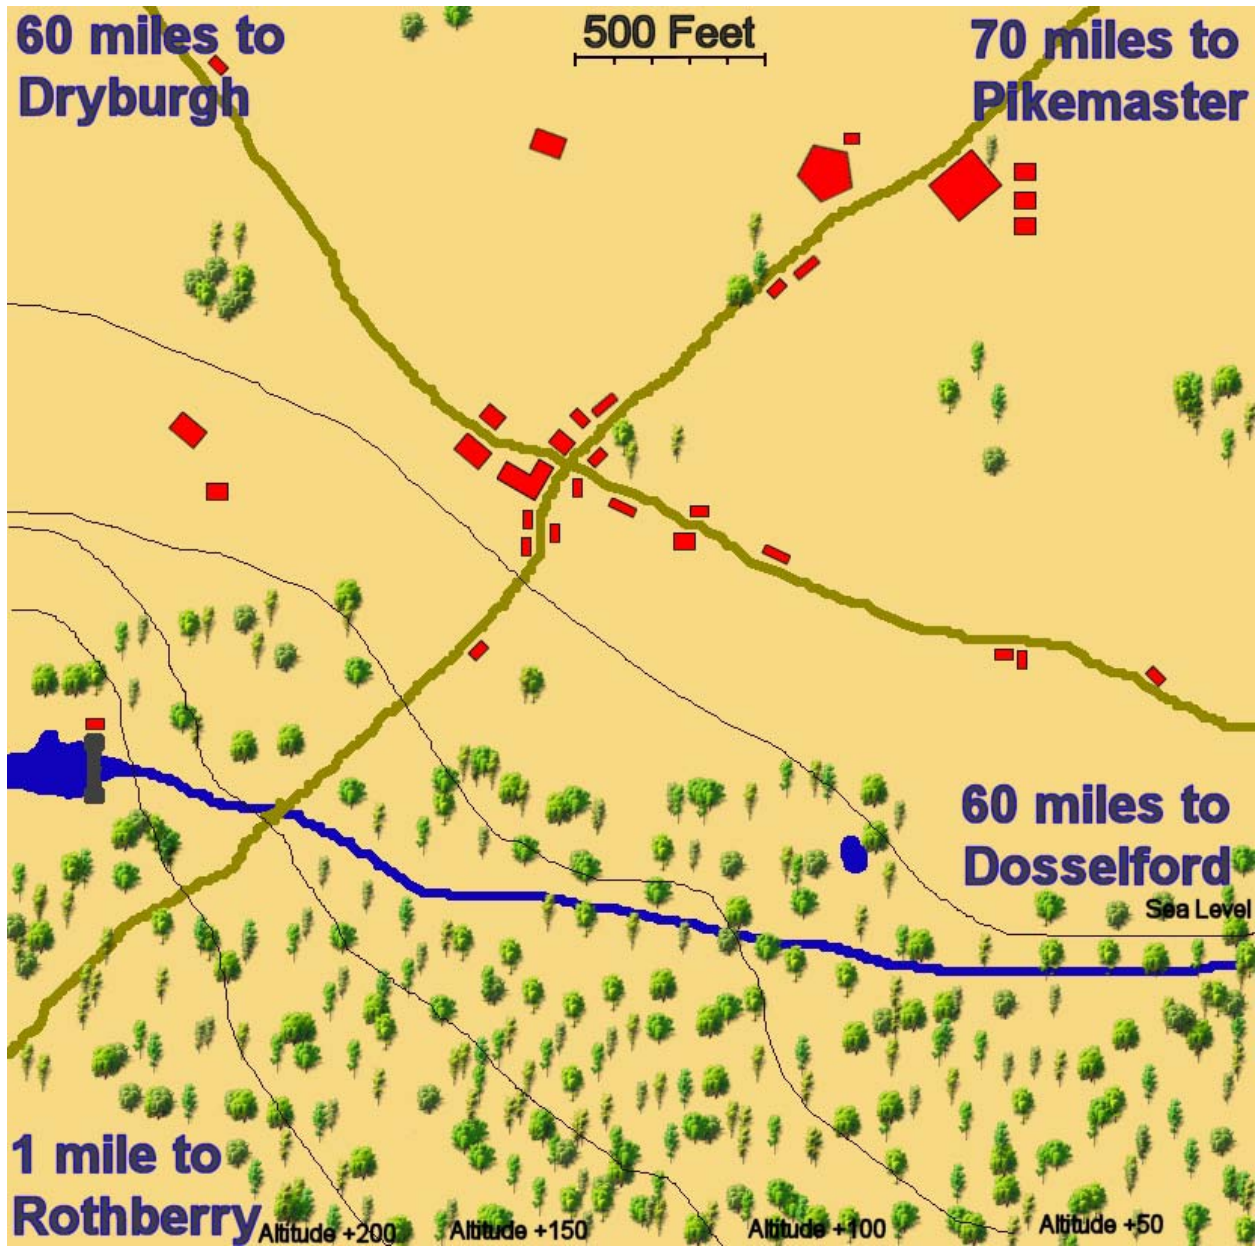 60 miles to
Dryburgh
500 Feet
70 miles to
Pikemaster
60 miles to
Dosselford
Sea Level
1 mile to
Rothberry
Altitude +200
Altitude +150
Altitude +100
Altitude +50